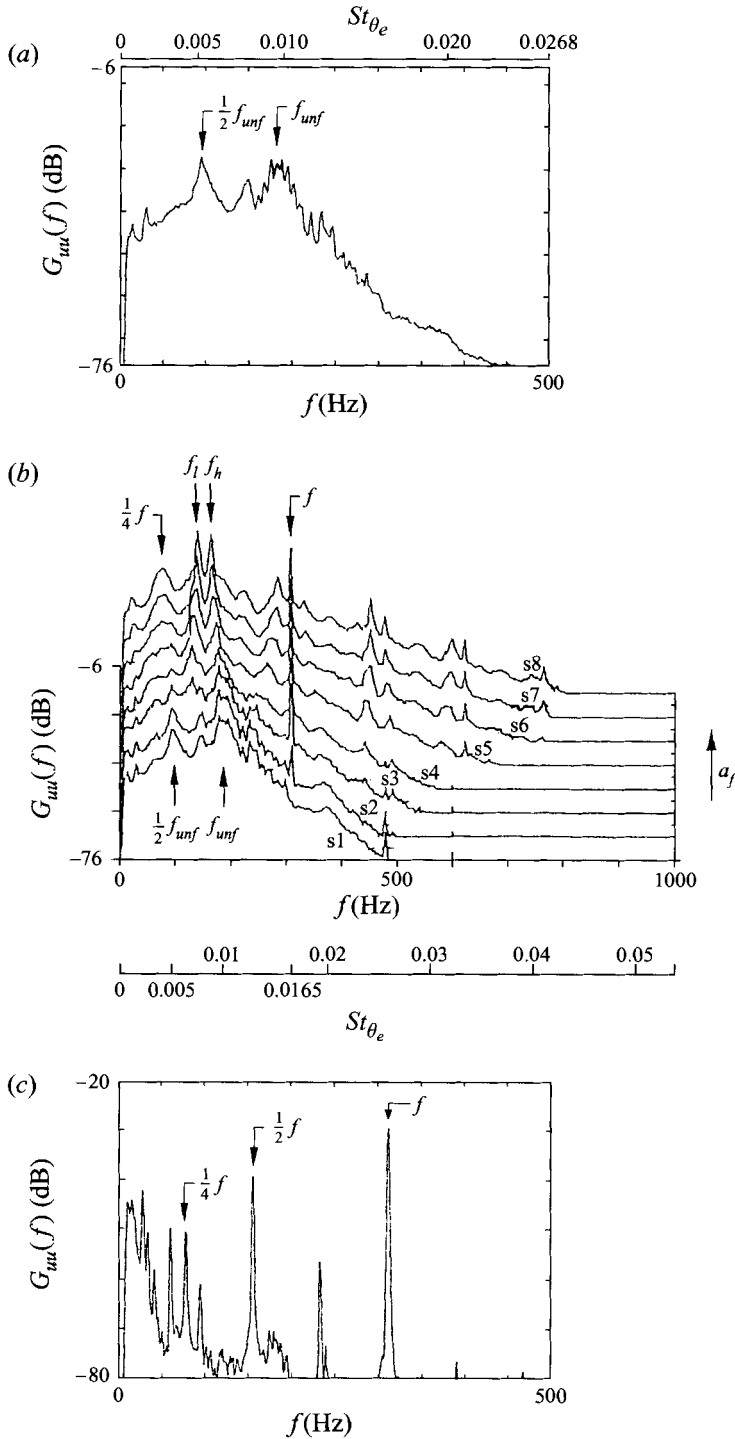 St_θe
0 0.005 0.010 0.020 0.0268
(a)
−6
½ f_unf f_unf
G_uu(f) (dB)
−76
0 500
f(Hz)
(b)
f_l f_h
¼ f f
−6
s8
s7
s6
s5
s4
s3
s2
s1
a_f
G_uu(f) (dB)
½ f_unf f_unf
−76
0 500 1000
f(Hz)
0.01 0.02 0.03 0.04 0.05
0 0.005 0.0165
St_θe
(c)
−20
f
½ f
¼ f
G_uu(f) (dB)
−80
0 500
f(Hz)